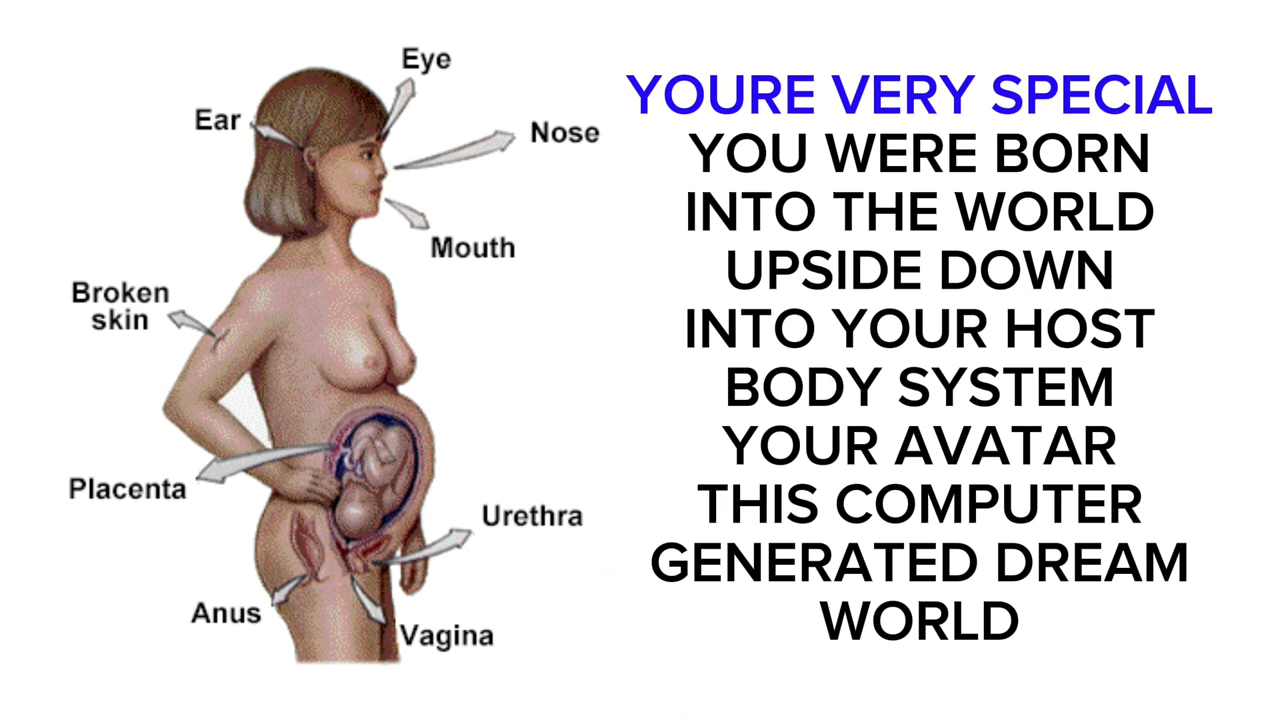 Eye
Ear
Nose
Mouth
Broken
skin
Placenta
Urethra
Anus
Vagina
YOURE VERY SPECIAL
YOU WERE BORN
INTO THE WORLD
UPSIDE DOWN
INTO YOUR HOST
BODY SYSTEM
YOUR AVATAR
THIS COMPUTER
GENERATED DREAM
WORLD